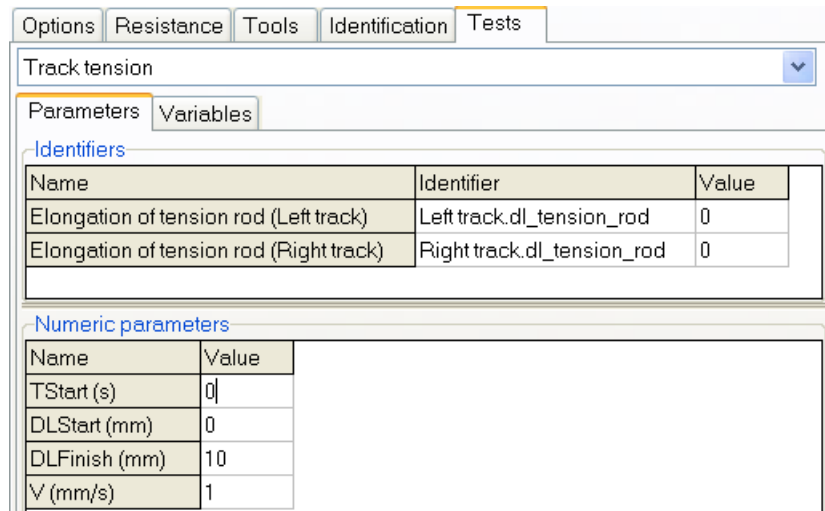 Options Resistance Tools Identification Tests
Track tension
Parameters Variables
Identifiers
Name Identifier Value
Elongation of tension rod (Left track) Left track.dl_tension_rod 0
Elongation of tension rod (Right track) Right track.dl_tension_rod 0
Numeric parameters
Name Value
TStart (s) 0
DLStart (mm) 0
DLFinish (mm) 10
V (mm/s) 1